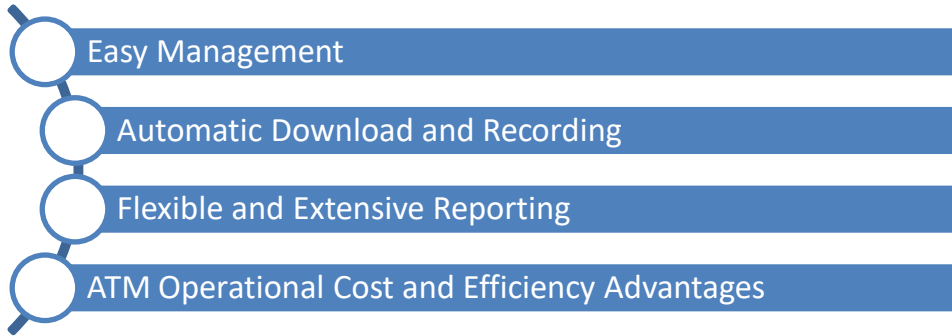 Easy Management
Automatic Download and Recording
Flexible and Extensive Reporting
ATM Operational Cost and Efficiency Advantages